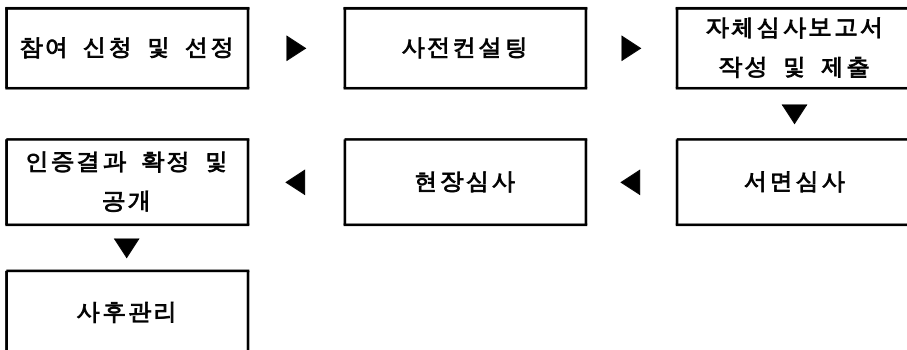 참여 신청 및 선정
사전컨설팅
자체심사보고서
작성 및 제출
서면심사
현장심사
인증결과 확정 및
공개
사후관리